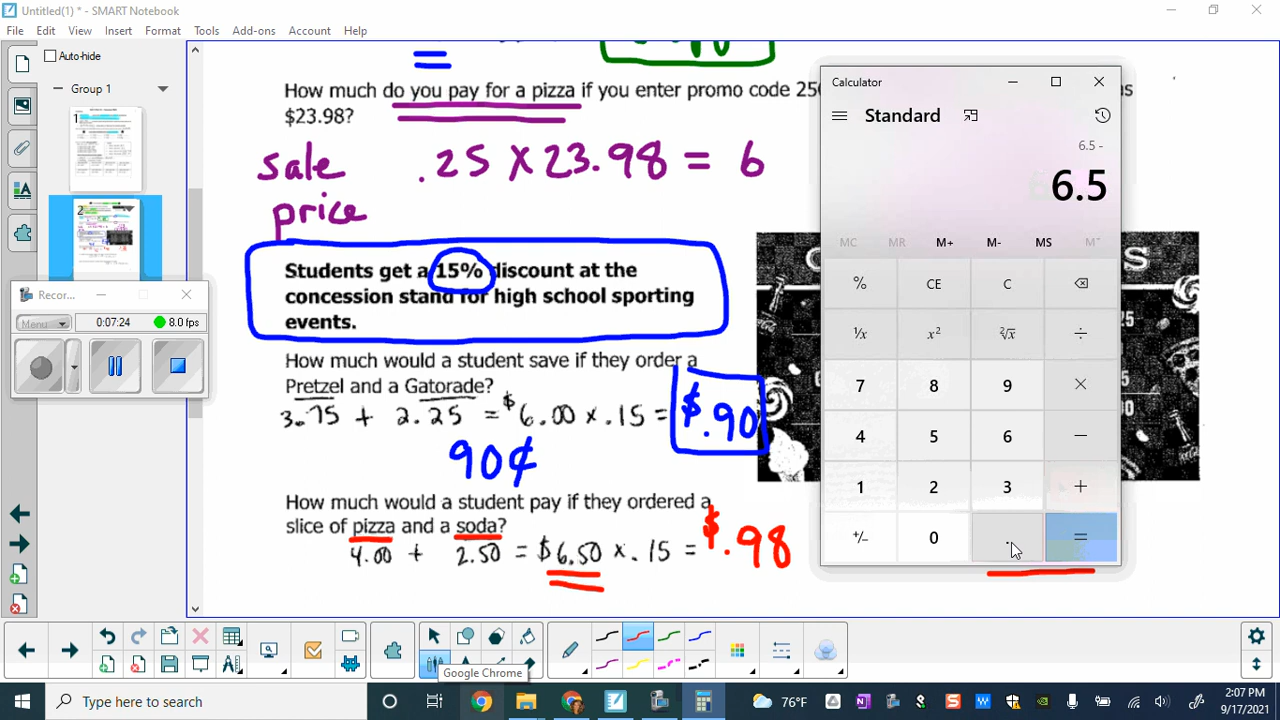 Untitled(1) * - SMART Notebook
File Edit View Insert Format Tools Add-ons Account Help
Auto-hide
Group 1
1
2
How much do you pay for a pizza if you enter promo code 250
$23.98?
sale .25 X 23.98 = 6
price
Students get a 15% discount at the
concession stand for high school sporting
events.
How much would a student save if they order a
Pretzel and a Gatorade?
3.75 + 2.25 = $6.00 x .15 = $.90
90¢
How much would a student pay if they ordered a
slice of pizza and a soda?
4.00 + 2.50 = $6.50 x .15 = $.98
Recor...
Menu
0:07:24 8.0 fps
Calculator
Standard
6.5 -
6.5
MC MR M+ M- MS M˅
% CE C
¹/x x² ²√x ÷
7 8 9 ×
4 5 6 −
1 2 3 +
+/- 0 . =
Google Chrome
Type here to search
76°F
2:07 PM
9/17/2021